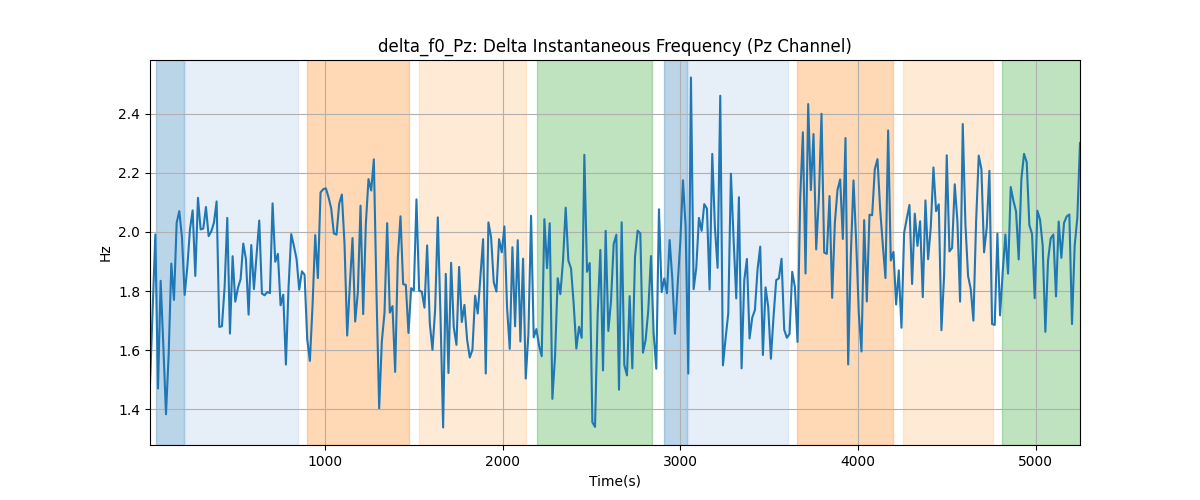 delta_f0_Pz: Delta Instantaneous Frequency (Pz Channel)
Hz
2.4
2.2
2.0
1.8
1.6
1.4
1000 2000 3000 4000 5000
Time(s)